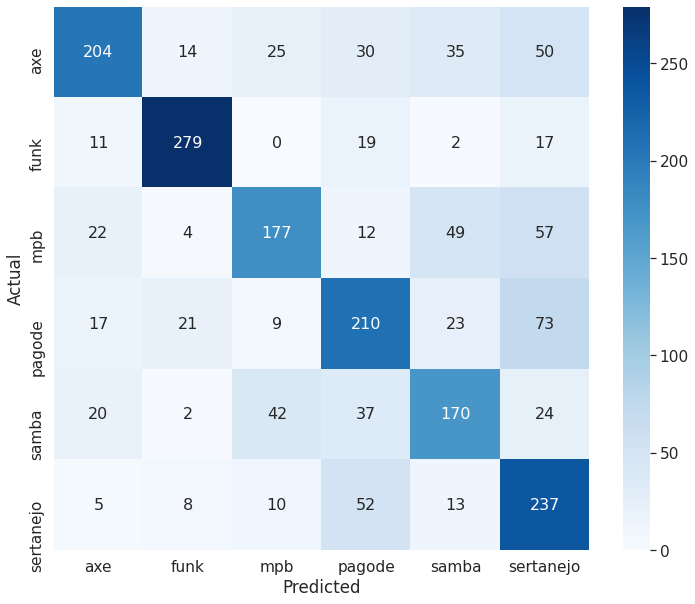 axe 204 14 25 30 35 50
funk 11 279 0 19 2 17
mpb 22 4 177 12 49 57
pagode 17 21 9 210 23 73
samba 20 2 42 37 170 24
sertanejo 5 8 10 52 13 237
axe funk mpb pagode samba sertanejo
Predicted
Actual
250
200
150
100
50
0